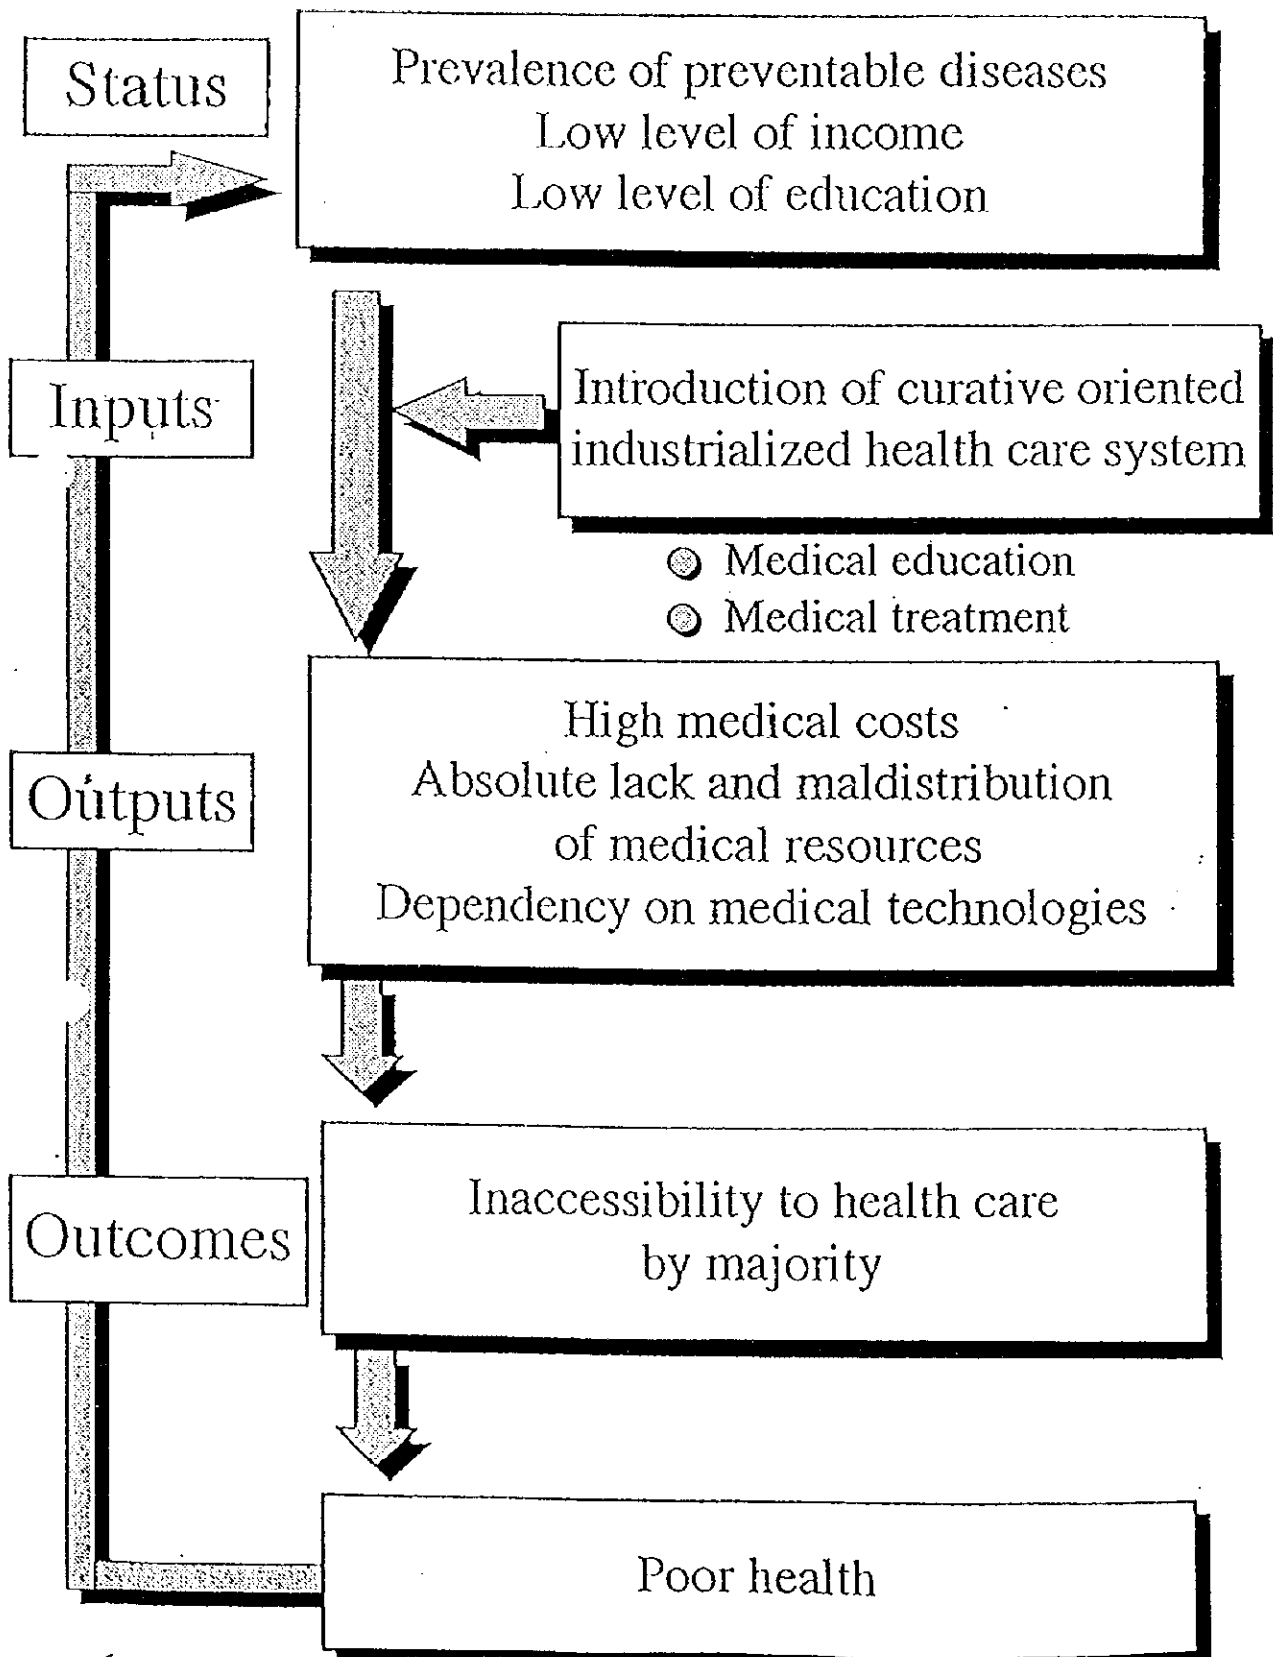 Status
Prevalence of preventable diseases
Low level of income
Low level of education
Inputs
Introduction of curative oriented
industrialized health care system
Medical education
Medical treatment
Outputs
High medical costs
Absolute lack and maldistribution
of medical resources
Dependency on medical technologies
Outcomes
Inaccessibility to health care
by majority
Poor health